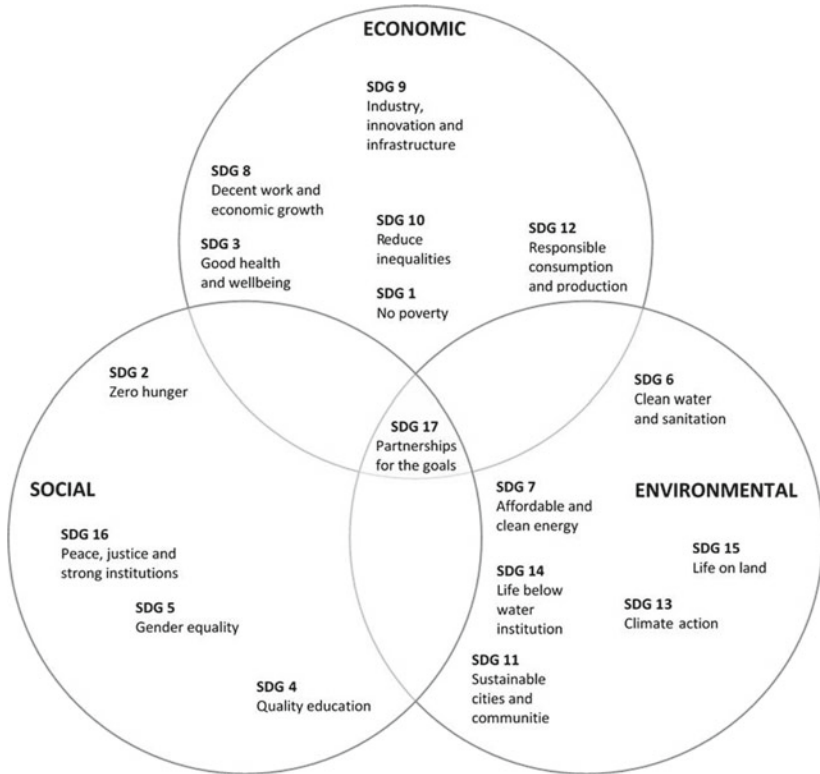 ECONOMIC
SDG 9
Industry,
innovation and
infrastructure
SDG 8
Decent work and
economic growth
SDG 10
Reduce
inequalities
SDG 12
Responsible
consumption
and production
SDG 3
Good health
and wellbeing
SDG 1
No poverty
SDG 2
Zero hunger
SDG 6
Clean water
and sanitation
SDG 17
Partnerships
for the goals
SOCIAL
ENVIRONMENTAL
SDG 7
Affordable and
clean energy
SDG 16
Peace, justice and
strong institutions
SDG 15
Life on land
SDG 14
Life below
water
institution
SDG 5
Gender equality
SDG 13
Climate action
SDG 11
Sustainable
cities and
communitie
SDG 4
Quality education